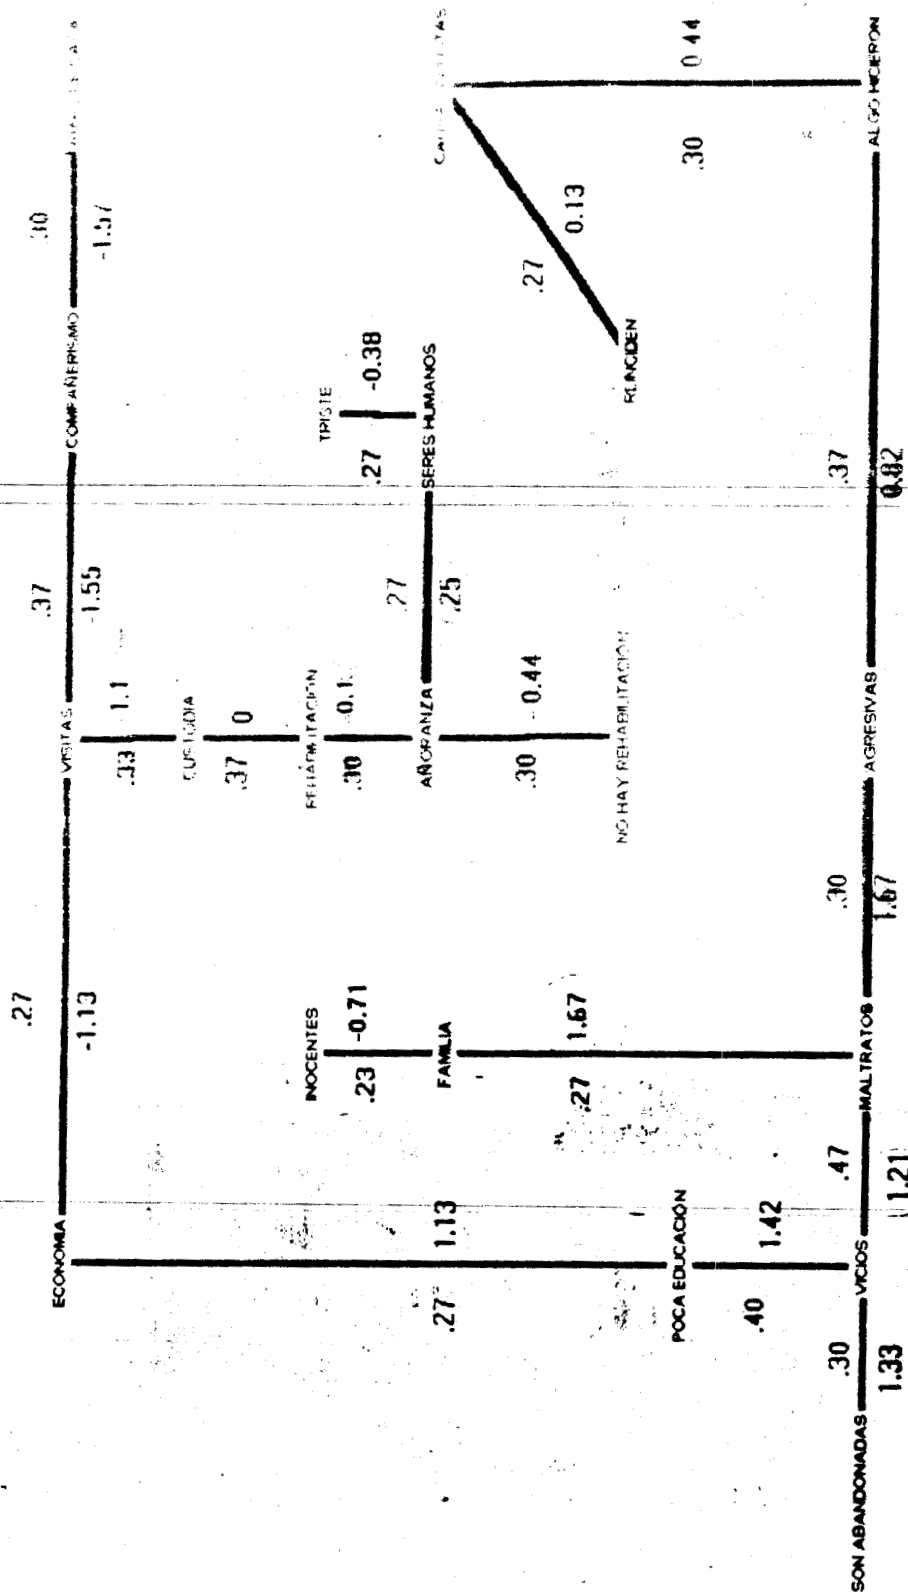 .27
.37
.30
ECONOMIA
VISITAS
COMPAÑERISMO
-1.13
-1.55
-1.57
.33
CUSTODIA
.37
0
INOCENTES
REHABILITACION
TRISTE
.23
-0.71
.30
.27
-0.38
FAMILIA
AÑORANZA
.27
.25
SERES HUMANOS
.27
1.13
.27
1.67
.30
-0.44
.27
0.13
NO HAY REHABILITACION
REINCIDEN
POCA EDUCACIÓN
.30
0.44
.40
1.42
.30
.47
.30
.37
SON ABANDONADAS
VICIOS
MALTRATOS
AGRESIVAS
ALGO HICIERON
1.33
1.21
1.67
0.82